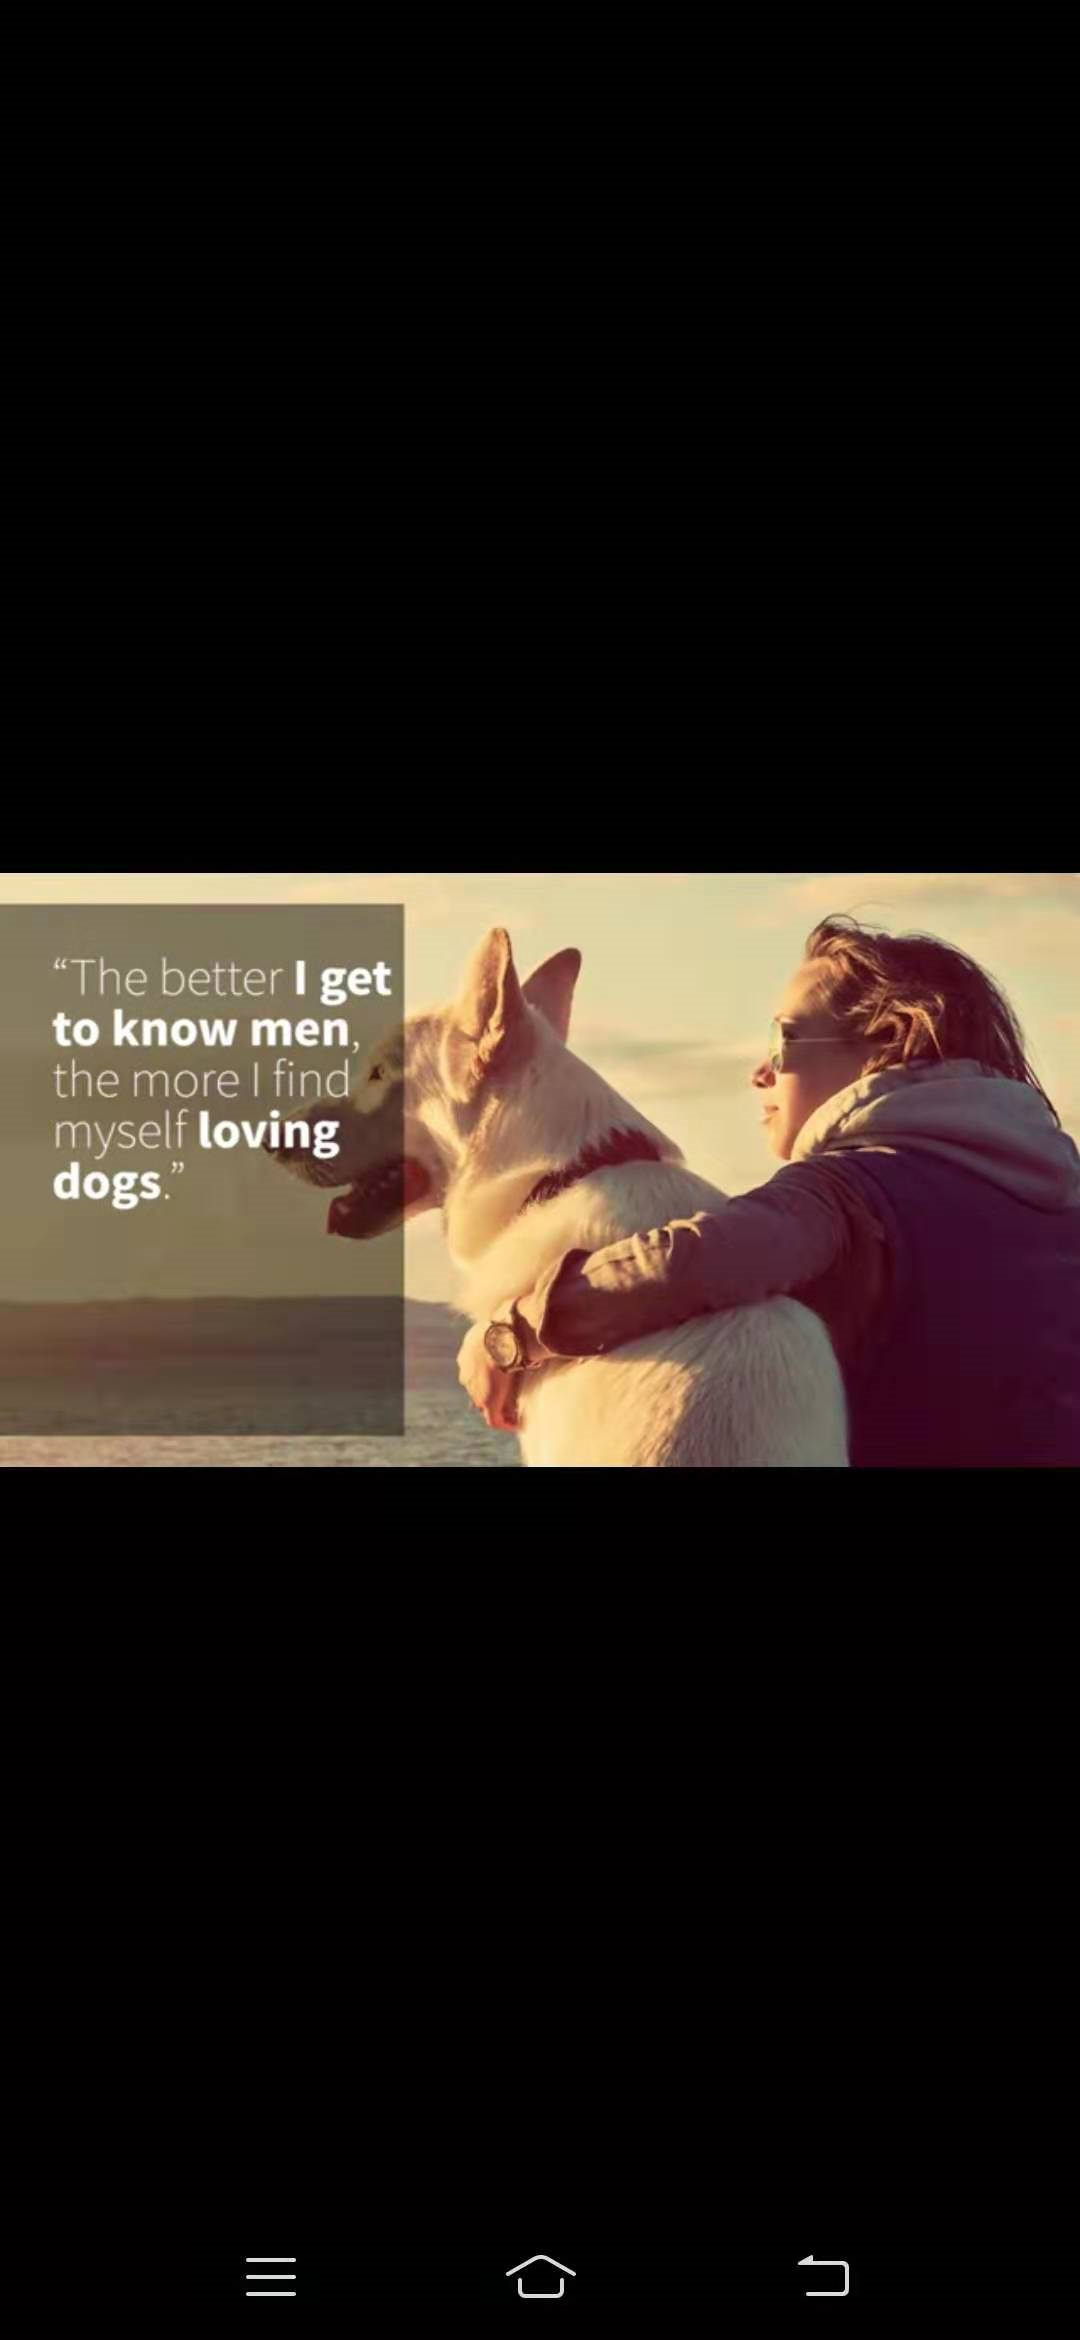 “The better I get
to know men,
the more I find
myself loving
dogs.”